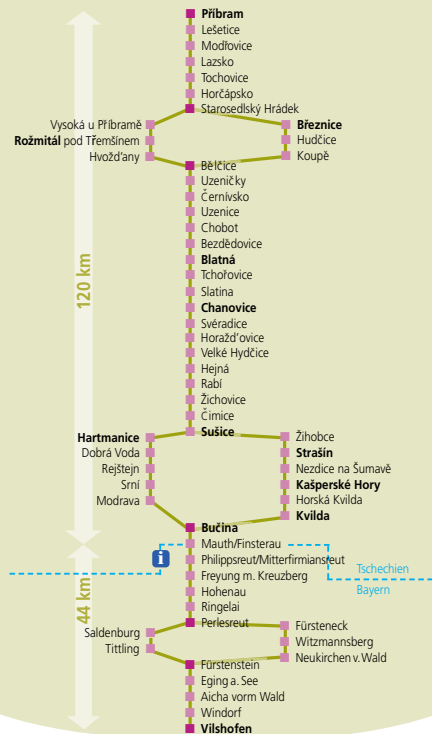 Příbram
Lešetice
Modřovice
Lazsko
Tochovice
Horčápsko
Starosedlský Hrádek
Vysoká u Příbramě
Březnice
Rožmitál pod Třemšínem
Hudčice
Hvožd'any
Koupě
Bělčice
Uzeničky
Černívsko
Uzenice
Chobot
Bezdědovice
Blatná
Tchořovice
Slatina
120 km
Chanovice
Svéradice
Horažd'ovice
Velké Hydčice
Hejná
Rabí
Žichovice
Čimice
Sušice
Hartmanice
Žihobce
Dobrá Voda
Strašín
Rejštejn
Nezdice na Šumavě
Srní
Kašperské Hory
Modrava
Horská Kvilda
Kvilda
Bučina
Mauth/Finsterau
i
Philippsreut/Mitterfirmiansreut
Tschechien
Freyung m. Kreuzberg
Bayern
44 km
Hohenau
Ringelai
Perlesreut
Saldenburg
Fürsteneck
Tittling
Witzmannsberg
Neukirchen v. Wald
Fürstenstein
Eging a. See
Aicha vorm Wald
Windorf
Vilshofen